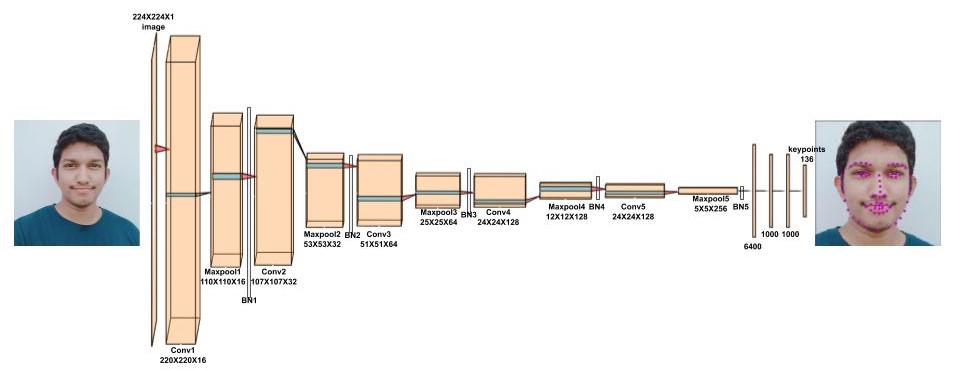 224X224X1
image
Conv1
220X220X16
Maxpool1
110X110X16
BN1
Conv2
107X107X32
Maxpool2
53X53X32
BN2
Conv3
51X51X64
Maxpool3
25X25X64
BN3
Conv4
24X24X128
Maxpool4
12X12X128
BN4
Conv5
24X24X128
Maxpool5
5X5X256
BN5
6400
1000
1000
keypoints
136